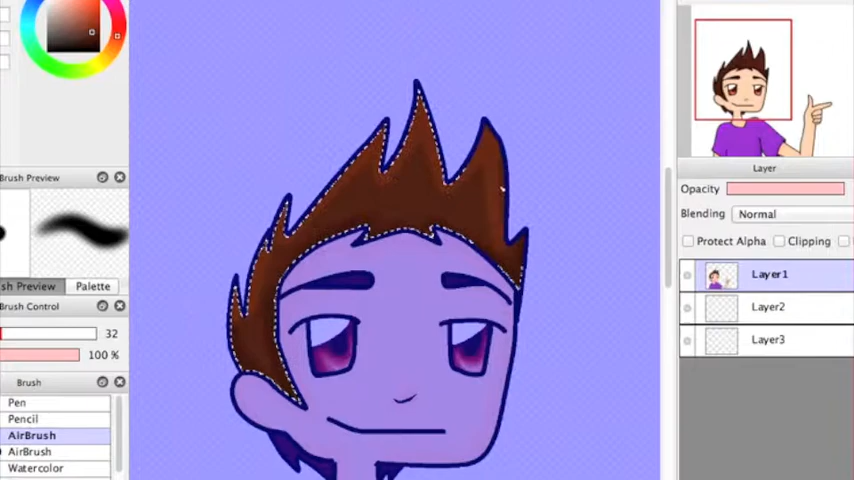 Brush Preview
Brush Preview
Palette
Brush Control
32
100 %
Brush
Pen
Pencil
AirBrush
AirBrush
Watercolor
Layer
Opacity
Blending Normal
Protect Alpha Clipping
Layer1
Layer2
Layer3